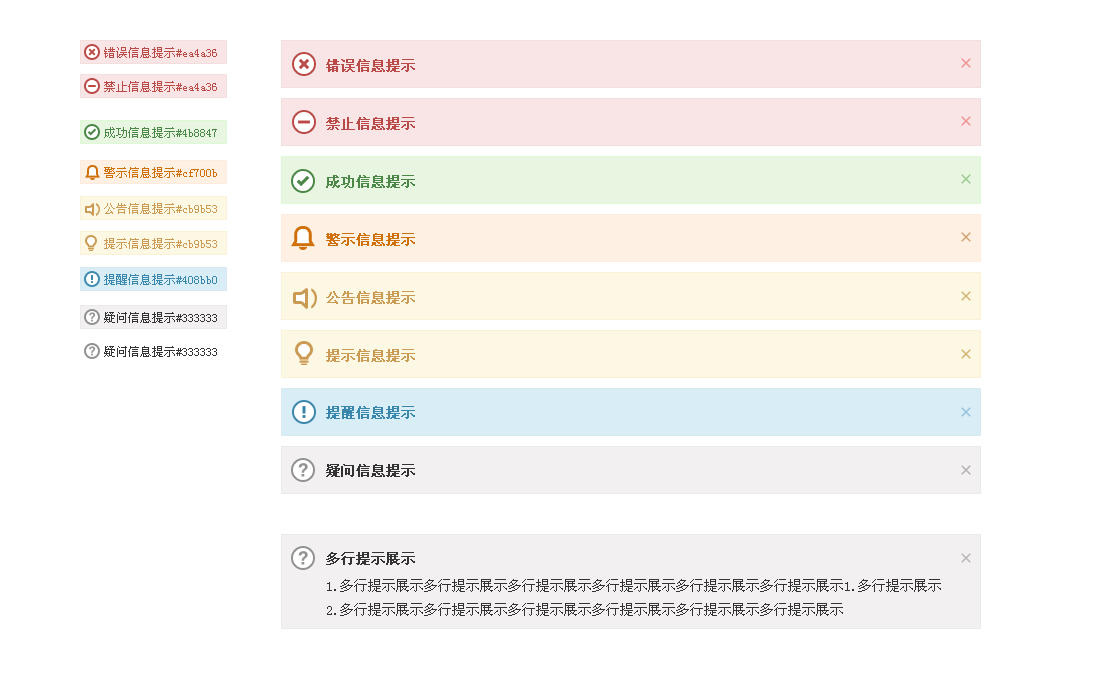 错误信息提示#ea4a36
禁止信息提示#ea4a36
成功信息提示#4b8847
警示信息提示#cf700b
公告信息提示#cb9b53
提示信息提示#cb9b53
提醒信息提示#408bb0
疑问信息提示#333333
疑问信息提示#333333
错误信息提示
禁止信息提示
成功信息提示
警示信息提示
公告信息提示
提示信息提示
提醒信息提示
疑问信息提示
多行提示展示
1.多行提示展示多行提示展示多行提示展示多行提示展示多行提示展示多行提示展示1.多行提示展示
2.多行提示展示多行提示展示多行提示展示多行提示展示多行提示展示多行提示展示